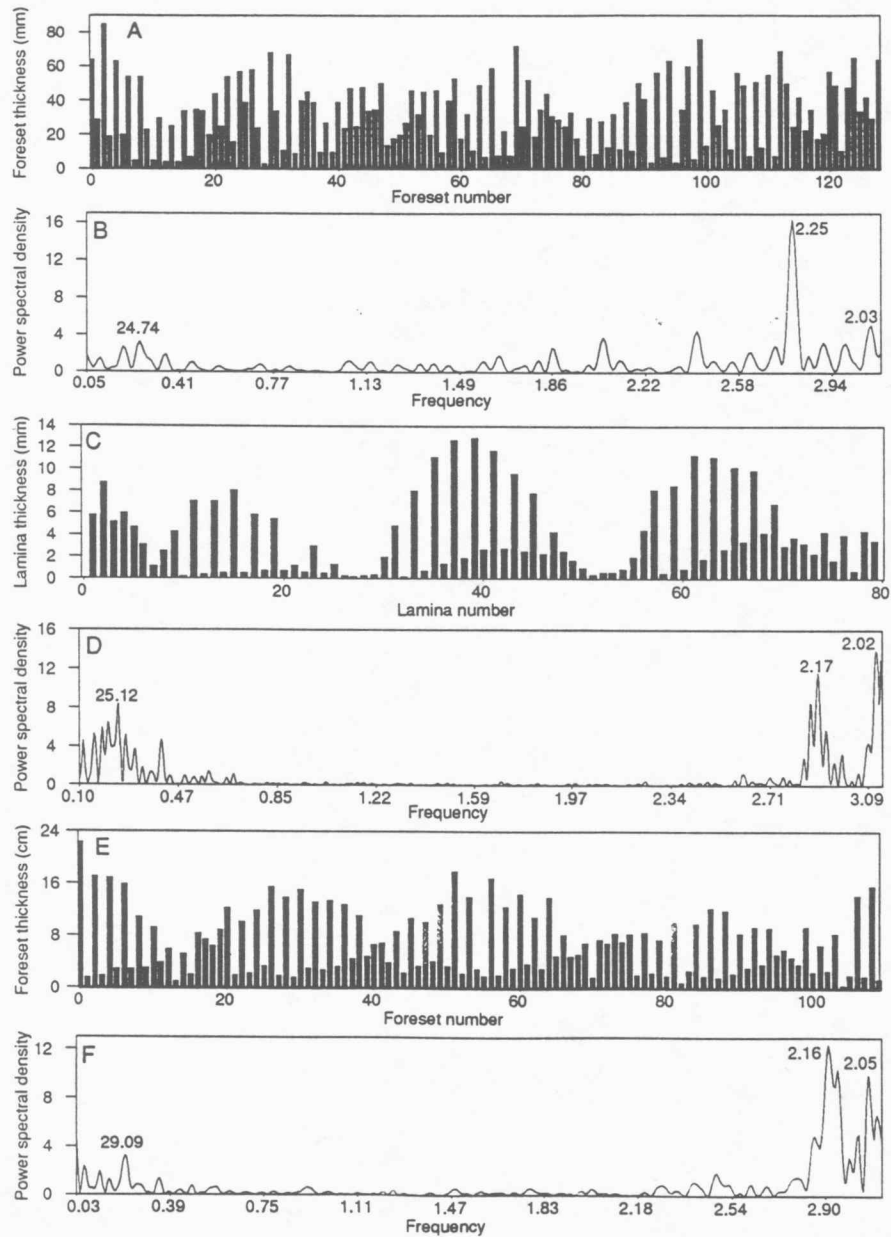 A
Foreset thickness (mm)
80
60
40
20
0
0 20 40 60 80 100 120
Foreset number
B
Power spectral density
16
12
8
4
0
24.74
2.25
2.03
0.05 0.41 0.77 1.13 1.49 1.86 2.22 2.58 2.94
Frequency
C
Lamina thickness (mm)
14
12
10
8
6
4
2
0
0 20 40 60 80
Lamina number
D
Power spectral density
16
12
8
4
0
25.12
2.17
2.02
0.10 0.47 0.85 1.22 1.59 1.97 2.34 2.71 3.09
Frequency
E
Foreset thickness (cm)
24
16
8
0
0 20 40 60 80 100
Foreset number
F
Power spectral density
12
8
4
0
29.09
2.16
2.05
0.03 0.39 0.75 1.11 1.47 1.83 2.18 2.54 2.90
Frequency